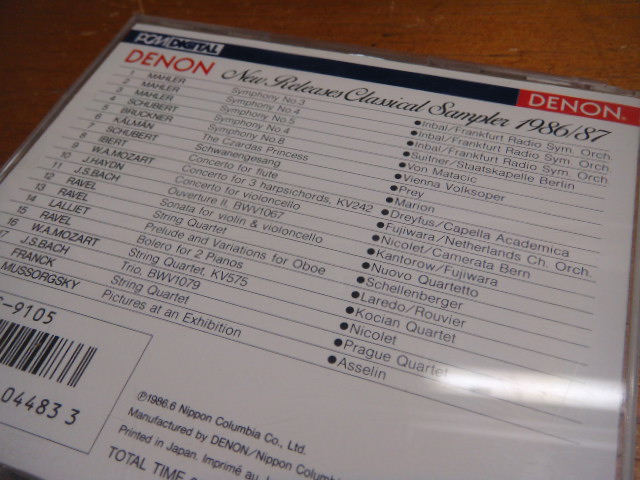 PCM DIGITAL
DENON New Releases Classical Sampler 1986/87 DENON®
1 MAHLER Symphony No.3 ●Inbal/Frankfurt Radio Sym. Orch.
2 MAHLER Symphony No.4 ●Inbal/Frankfurt Radio Sym. Orch.
3 MAHLER Symphony No.5 ●Inbal/Frankfurt Radio Sym. Orch.
4 SCHUBERT Symphony No.4 ●Suitner/Staatskapelle Berlin
5 BRUCKNER Symphony No.8 ●Von Matacic
6 KÁLMÁN The Czardas Princess ●Vienna Volksoper
7 SCHUBERT Schwanengesang ●Prey
8 IBERT Concerto for flute ●Marion
9 W.A.MOZART Concerto for 3 harpsichords, KV242 ●Dreyfus/Capella Academica
10 J.HAYDN Concerto for violoncello ●Fujiwara/Netherlands Ch. Orch.
11 J.S.BACH Ouverture II, BWV1067 ●Nicolet/Camerata Bern
12 RAVEL Sonata for violin & violoncello ●Kantorow/Fujiwara
13 RAVEL String Quartet ●Nuovo Quartetto
14 LALLIET Prelude and Variations for Oboe ●Schellenberger
15 RAVEL Bolero for 2 Pianos ●Laredo/Rouvier
16 W.A.MOZART String Quartet, KV575 ●Kocian Quartet
17 J.S.BACH Trio, BWV1079 ●Nicolet
FRANCK String Quartet ●Prague Quartet
MUSSORGSKY Pictures at an Exhibition ●Asselin
-9105
04483 3
℗1986.6 Nippon Columbia Co., Ltd.
Manufactured by DENON/Nippon Columbia
Printed in Japan. Imprimé au
TOTAL TIME